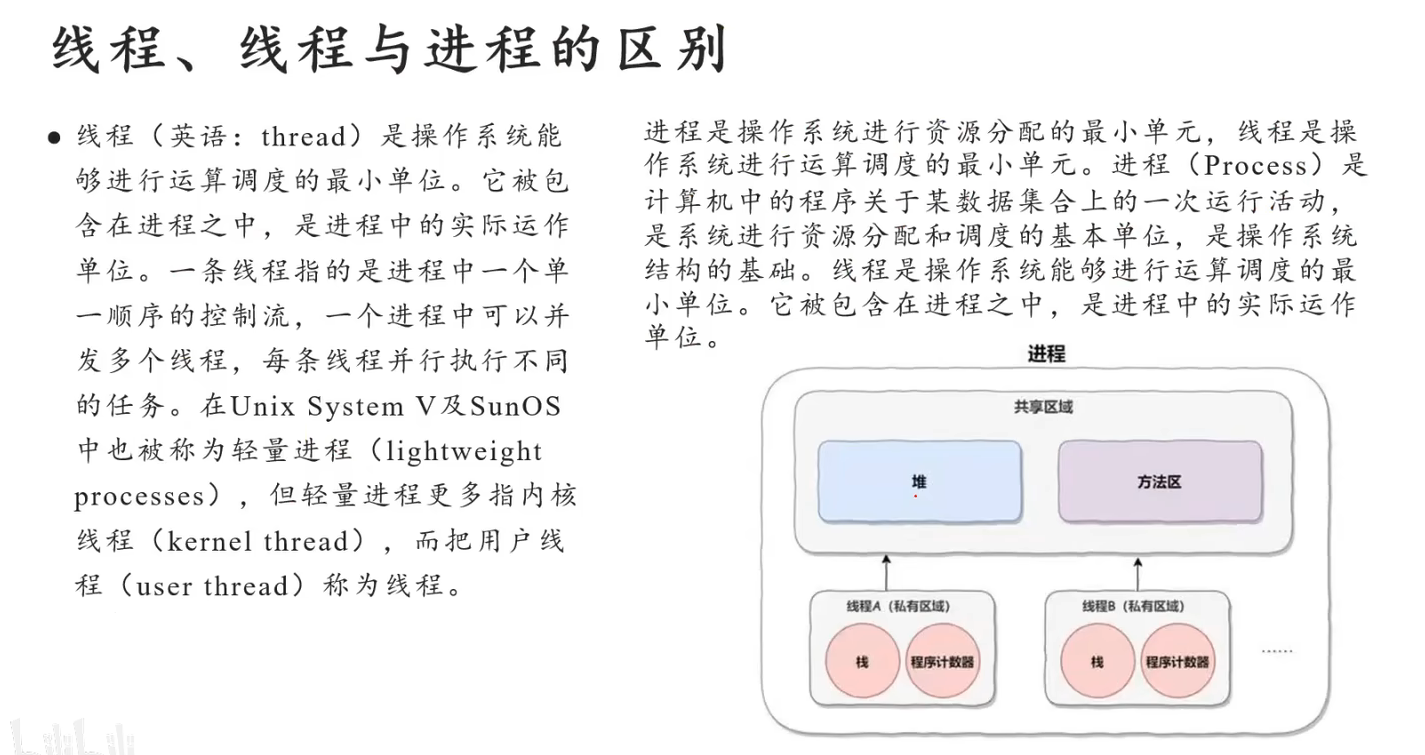 线程、线程与进程的区别
● 线程（英语：thread）是操作系统能
够进行运算调度的最小单位。它被包
含在进程之中，是进程中的实际运作
单位。一条线程指的是进程中一个单
一顺序的控制流，一个进程中可以并
发多个线程，每条线程并行执行不同
的任务。在Unix System V及SunOS
中也被称为轻量进程（lightweight
processes），但轻量进程更多指内核
线程（kernel thread），而把用户线
程（user thread）称为线程。
进程是操作系统进行资源分配的最小单元，线程是操
作系统进行运算调度的最小单元。进程（Process）是
计算机中的程序关于某数据集合上的一次运行活动，
是系统进行资源分配和调度的基本单位，是操作系统
结构的基础。线程是操作系统能够进行运算调度的最
小单位。它被包含在进程之中，是进程中的实际运作
单位。
进程
共享区域
堆
方法区
线程A（私有区域）
栈
程序计数器
线程B（私有区域）
栈
程序计数器
……